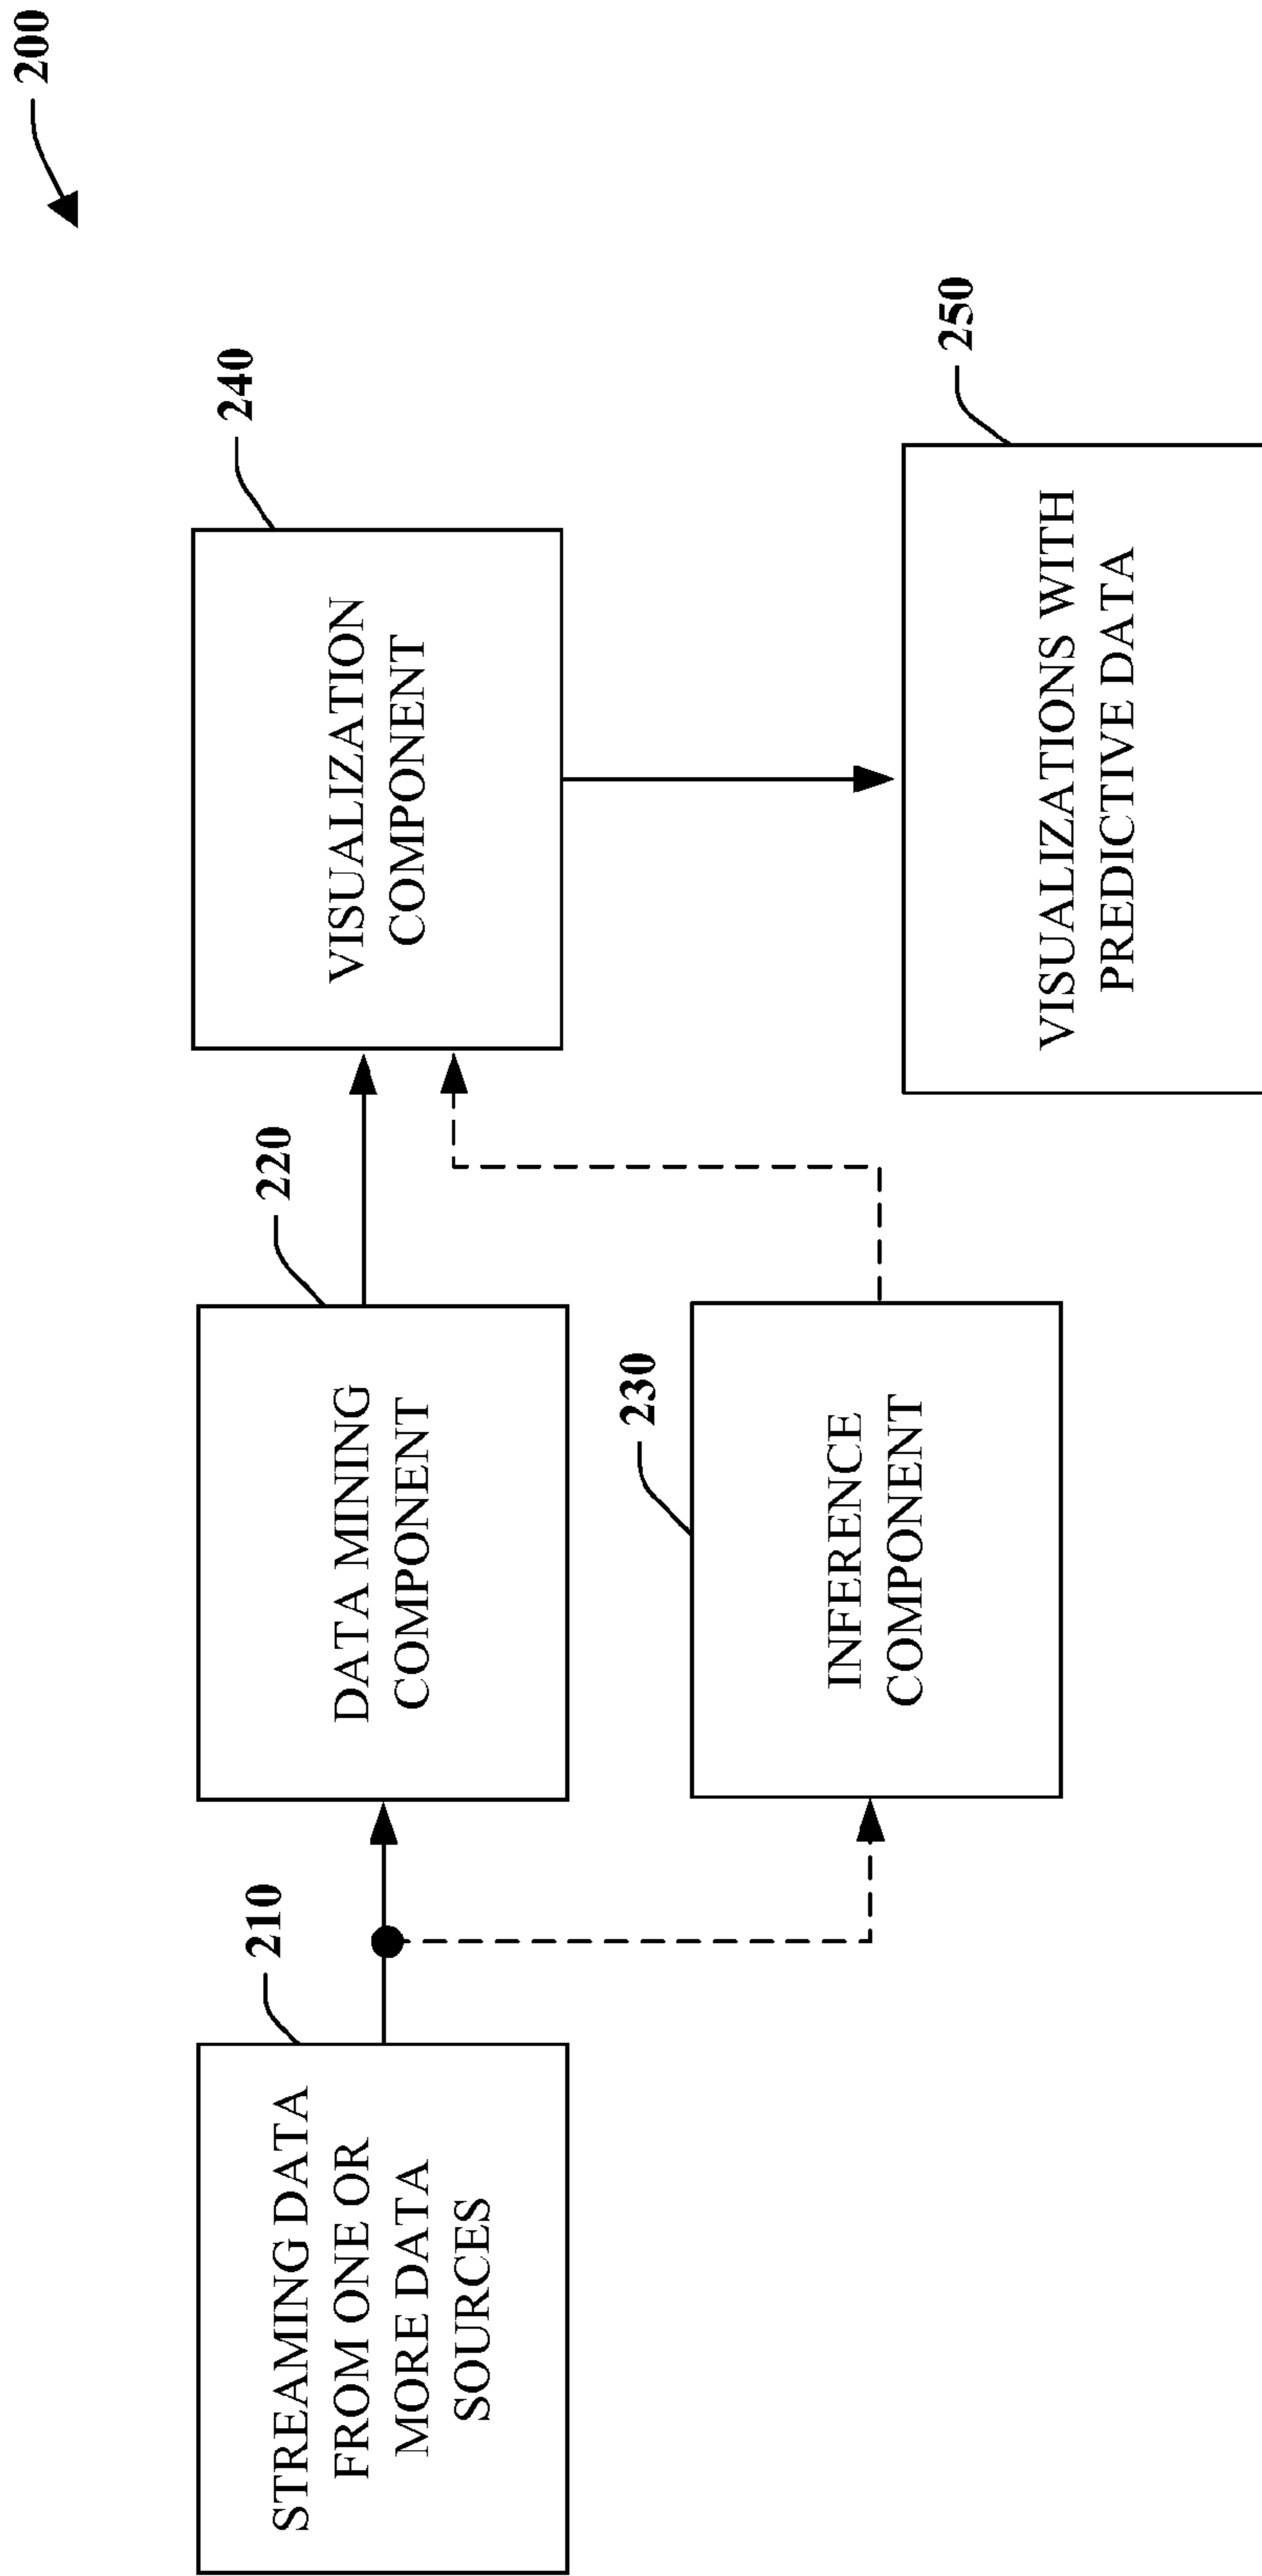 200
210
STREAMING DATA
FROM ONE OR
MORE DATA
SOURCES
220
DATA MINING
COMPONENT
230
INFERENCE
COMPONENT
240
VISUALIZATION
COMPONENT
250
VISUALIZATIONS WITH
PREDICTIVE DATA